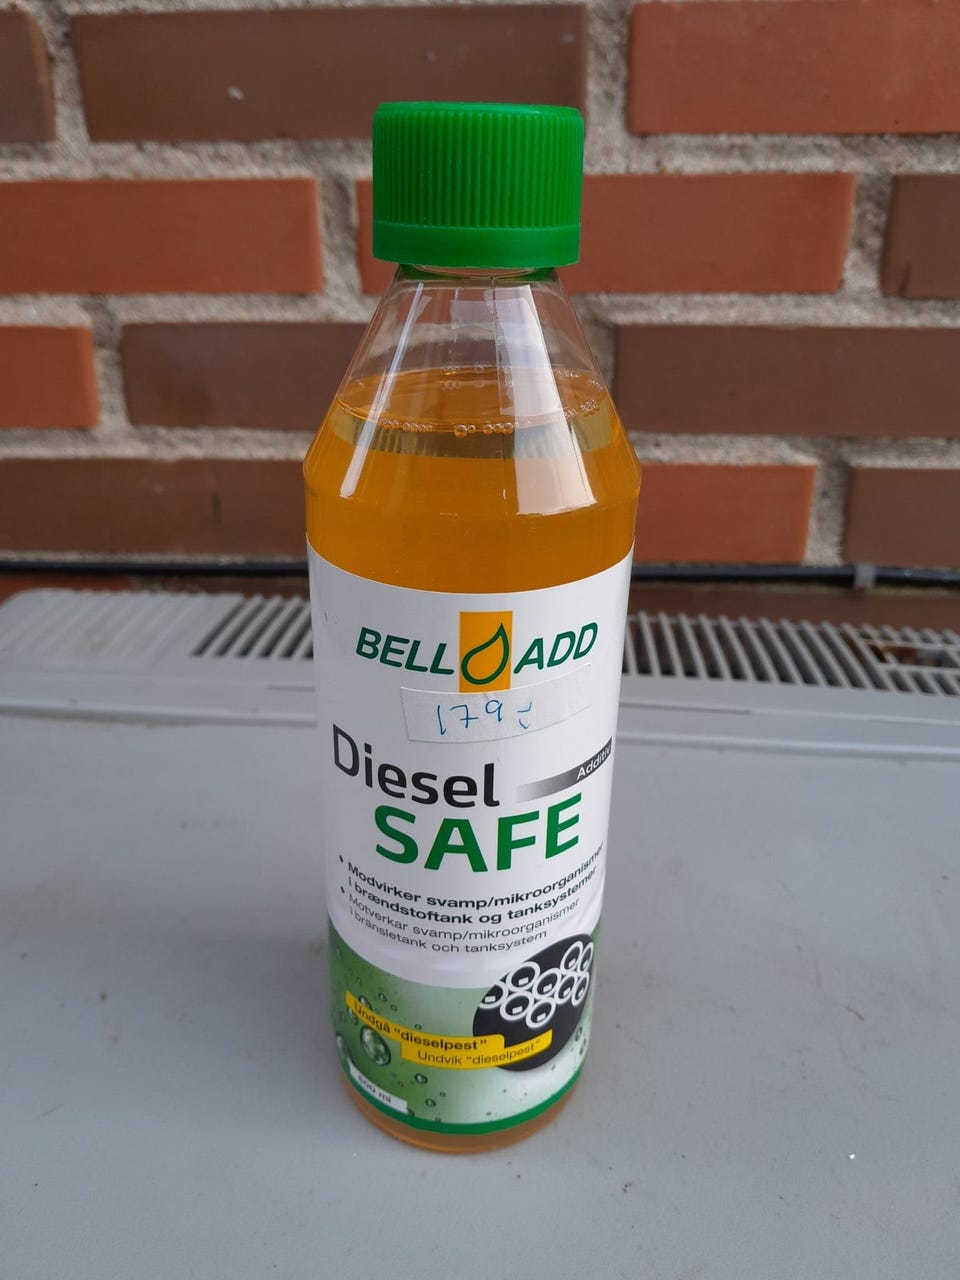 BELL ADD
179,-
Diesel
Additiv
SAFE
• Modvirker svamp/mikroorganismer
i brændstoftank og tanksystemer
• Motverkar svamp/mikroorganismer
i bränsletank och tanksystem
Undgå "dieselpest"
Undvik "dieselpest"
500 ml